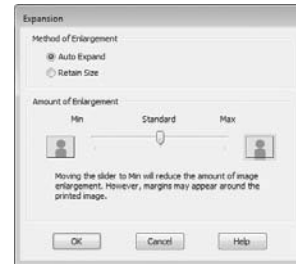 Expansion
Method of Enlargement
Auto Expand
Retain Size
Amount of Enlargement
Min Standard Max
Moving the slider to Min will reduce the amount of image
enlargement. However, margins may appear around the
printed image.
OK Cancel Help